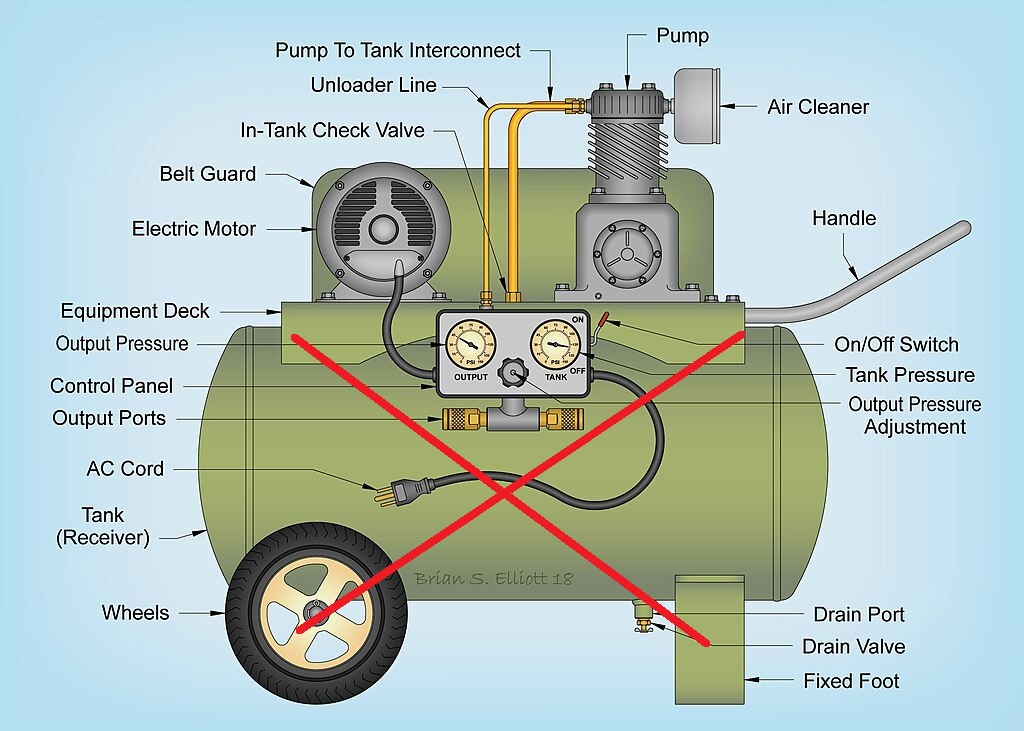 Pump
Pump To Tank Interconnect
Unloader Line
Air Cleaner
In-Tank Check Valve
Belt Guard
Handle
Electric Motor
Equipment Deck
ON
Output Pressure
On/Off Switch
PSI
PSI
OUTPUT
TANK
OFF
Tank Pressure
Control Panel
Output Pressure
Adjustment
Output Ports
AC Cord
Tank
(Receiver)
Brian S. Elliott 18
Wheels
Drain Port
Drain Valve
Fixed Foot